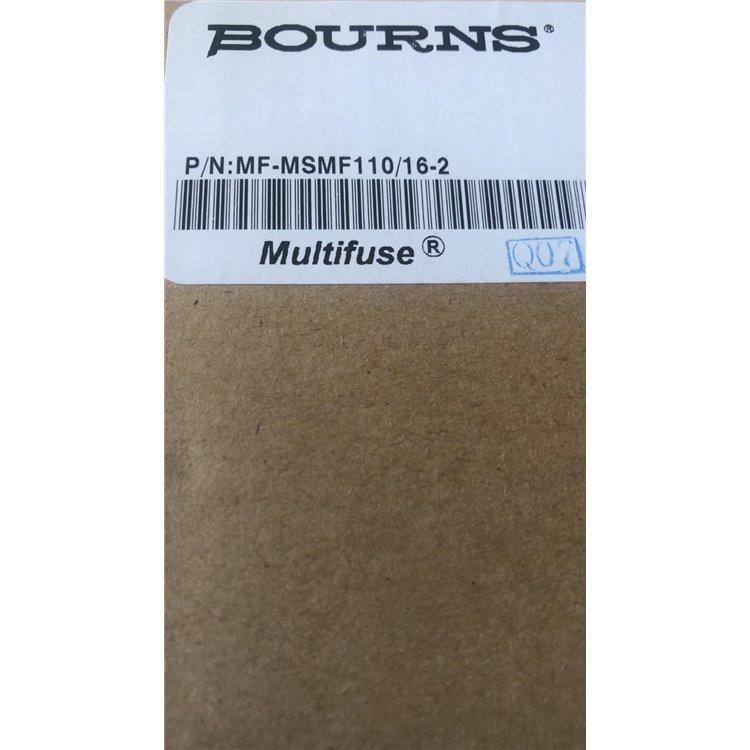 BOURNS®
P/N:MF-MSMF110/16-2
Multifuse®
Q07